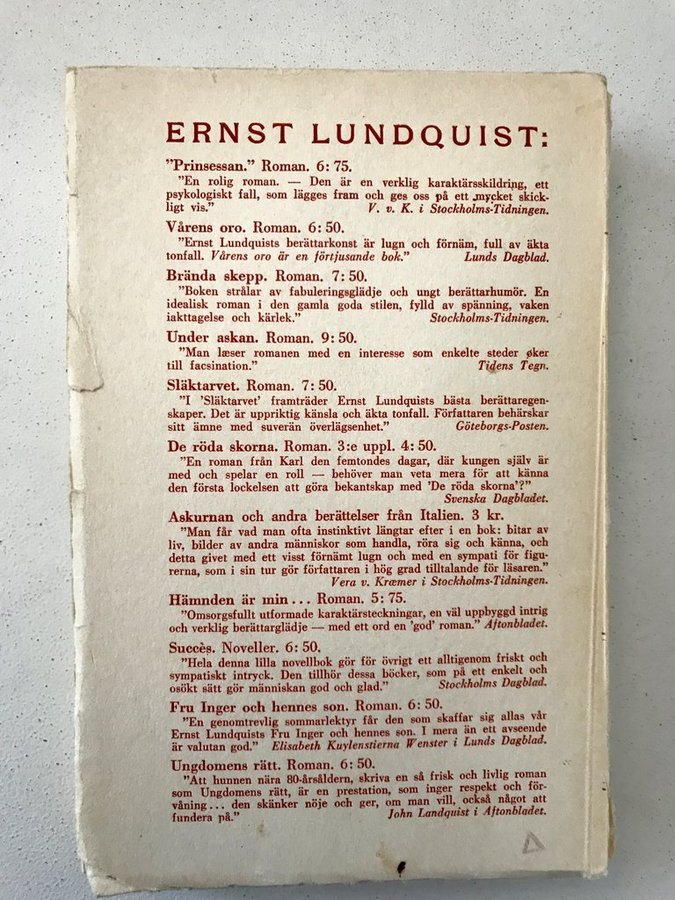 ERNST LUNDQUIST:
"Prinsessan." Roman. 6: 75.
"En rolig roman. — Den är en verklig karaktärsskildring, ett
psykologiskt fall, som lägges fram och ges oss på ett mycket skick-
ligt vis." V. v. K. i Stockholms-Tidningen.
Vårens oro. Roman. 6: 50.
"Ernst Lundquists berättarkonst är lugn och förnäm, full av äkta
tonfall. Vårens oro är en förtjusande bok." Lunds Dagblad.
Brända skepp. Roman. 7: 50.
"Boken strålar av fabuleringsglädje och ungt berättarhumör. En
idealisk roman i den gamla goda stilen, fylld av spänning, vaken
iakttagelse och kärlek." Stockholms-Tidningen.
Under askan. Roman. 9: 50.
"Man læser romanen med en interesse som enkelte steder øker
till facsination." Tidens Tegn.
Släktarvet. Roman. 7: 50.
"I 'Släktarvet' framträder Ernst Lundquists bästa berättaregen-
skaper. Det är uppriktig känsla och äkta tonfall. Författaren behärskar
sitt ämne med suverän överlägsenhet." Göteborgs-Posten.
De röda skorna. Roman. 3:e uppl. 4: 50.
"En roman från Karl den femtondes dagar, där kungen själv är
med och spelar en roll — behöver man veta mera för att känna
den första lockelsen att göra bekantskap med 'De röda skorna'?"
Svenska Dagbladet.
Askurnan och andra berättelser från Italien. 3 kr.
"Man får vad man ofta instinktivt längtar efter i en bok: bitar av
liv, bilder av andra människor som handla, röra sig och känna, och
detta givet med ett visst förnämt lugn och med en sympati för figu-
rerna, som i sin tur gör författaren i hög grad tilltalande för läsaren."
Vera v. Kræmer i Stockholms-Tidningen.
Hämnden är min... Roman. 5: 75.
"Omsorgsfullt utformade karaktärsteckningar, en väl uppbyggd intrig
och verklig berättarglädje — med ett ord en 'god' roman." Aftonbladet.
Succès. Noveller. 6: 50.
"Hela denna lilla novellbok gör för övrigt ett alltigenom friskt och
sympatiskt intryck. Den tillhör dessa böcker, som på ett enkelt och
osökt sätt gör människan god och glad." Stockholms Dagblad.
Fru Inger och hennes son. Roman. 6: 50.
"En genomtrevlig sommarlektyr får den som skaffar sig allas vår
Ernst Lundquists Fru Inger och hennes son. I mera än ett avseende
är valutan god." Elisabeth Kuylenstierna Wenster i Lunds Dagblad.
Ungdomens rätt. Roman. 6: 50.
"Att hunnen nära 80-årsåldern, skriva en så frisk och livlig roman
som Ungdomens rätt, är en prestation, som inger respekt och för-
våning... den skänker nöje och ger, om man vill, också något att
fundera på." John Landquist i Aftonbladet.